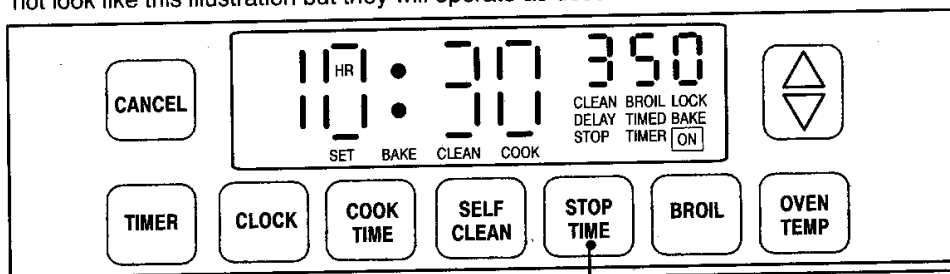 not look like this illustration but they will operate
CANCEL
HR
10:30 350
CLEAN BROIL LOCK
DELAY TIMED BAKE
STOP TIMER ON
SET BAKE CLEAN COOK
TIMER
CLOCK
COOK
TIME
SELF
CLEAN
STOP
TIME
BROIL
OVEN
TEMP